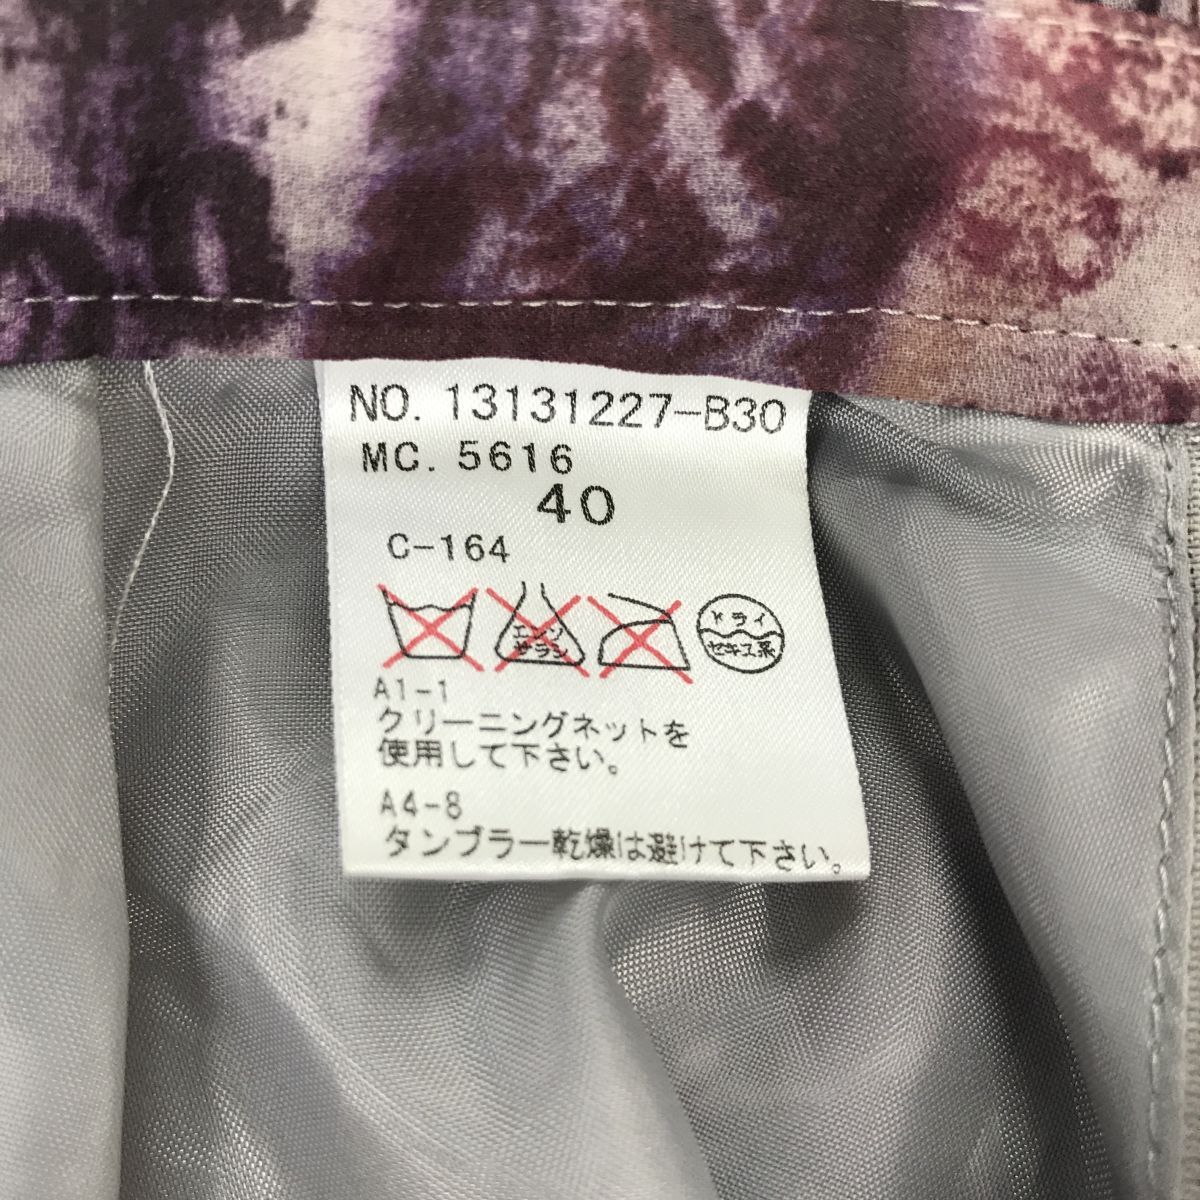 NO. 13131227-B30
MC. 5616
40
C-164
エンソ
サラシ
ドライ
セキユ系
A1-1
クリーニングネットを
使用して下さい。
A4-8
タンブラー乾燥は避けて下さい。